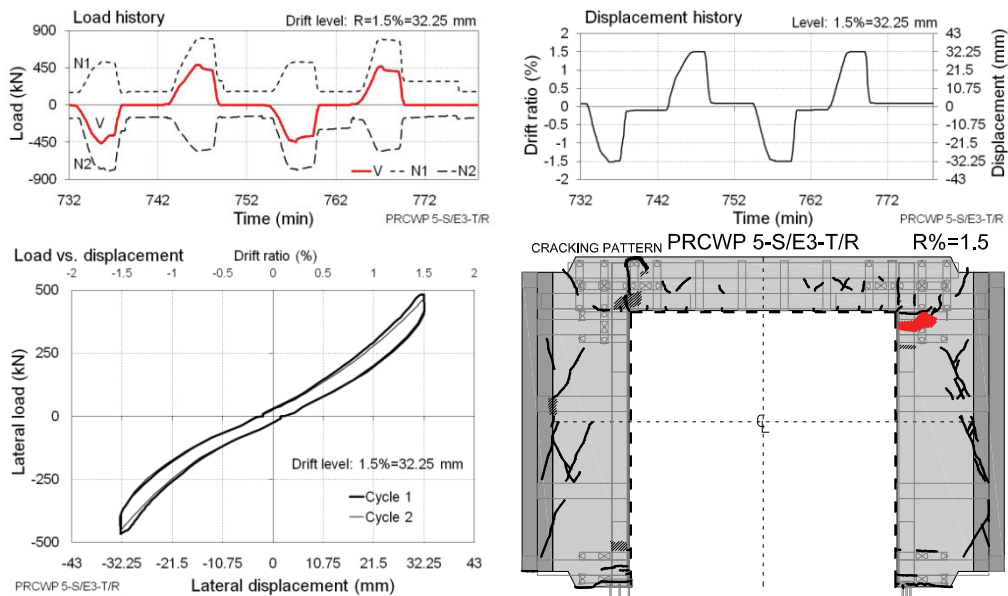 Load history
Drift level: R=1.5%=32.25 mm
900
450
0
-450
-900
Load (kN)
N1
V
N2
V N1 N2
732 742 752 762 772
Time (min)
PRCWP 5-S/E3-T/R
Displacement history
Level: 1.5%=32.25 mm
2
1.5
1
0.5
0
-0.5
-1
-1.5
-2
Drift ratio (%)
43
32.25
21.5
10.75
0
-10.75
-21.5
-32.25
-43
Displacement (mm)
732 742 752 762 772
Time (min)
PRCWP 5-S/E3-T/R
Load vs. displacement
Drift ratio (%)
-2 -1.5 -1 -0.5 0 0.5 1 1.5 2
500
250
0
-250
-500
Lateral load (kN)
Drift level: 1.5%=32.25 mm
Cycle 1
Cycle 2
-43 -32.25 -21.5 -10.75 0 10.75 21.5 32.25 43
PRCWP 5-S/E3-T/R
Lateral displacement (mm)
CRACKING PATTERN PRCWP 5-S/E3-T/R R%=1.5
CL